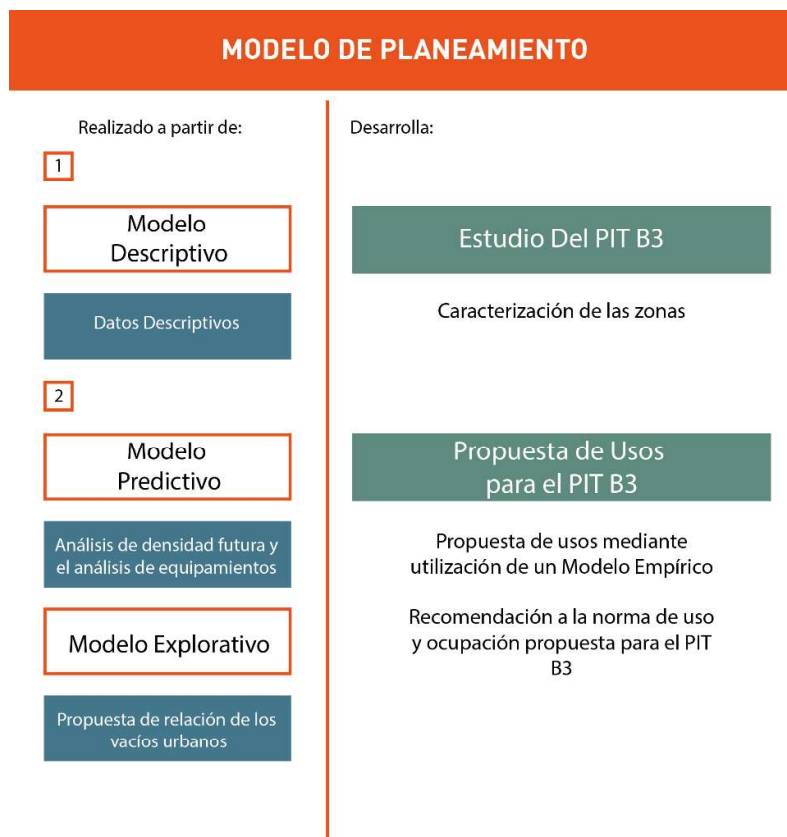 MODELO DE PLANEAMIENTO
Realizado a partir de:
1
Modelo
Descriptivo
Datos Descriptivos
2
Modelo
Predictivo
Análisis de densidad futura y
el análisis de equipamientos
Modelo Explorativo
Propuesta de relación de los
vacíos urbanos
Desarrolla:
Estudio Del PIT B3
Caracterización de las zonas
Propuesta de Usos
para el PIT B3
Propuesta de usos mediante
utilización de un Modelo Empírico
Recomendación a la norma de uso
y ocupación propuesta para el PIT
B3